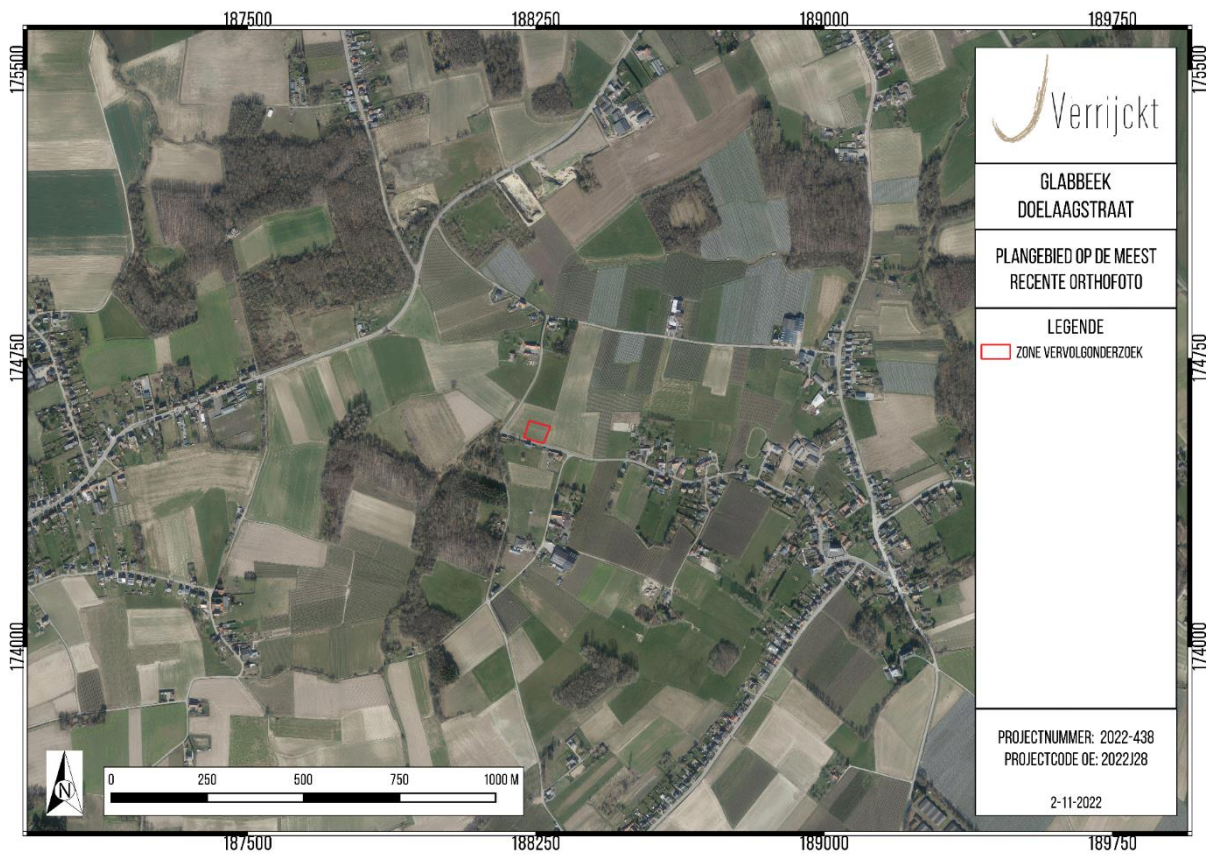 187500
188250
189000
189750
175500
175500
Verrijckt
GLABBEEK
DOELAAGSTRAAT
PLANGEBIED OP DE MEEST
RECENTE ORTHOFOTO
LEGENDE
ZONE VERVOLGONDERZOEK
174750
174750
174000
174000
PROJECTNUMMER: 2022-438
PROJECTCODE OE: 2022J28
2-11-2022
N
0 250 500 750 1000 M
187500
188250
189000
189750